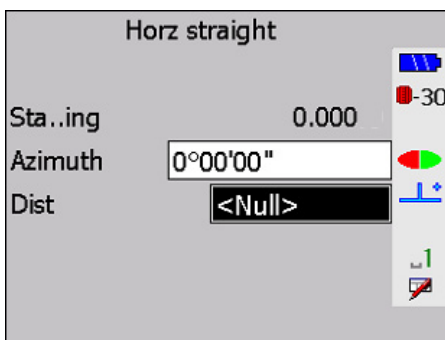 Horz straight
-30
Sta..ing 0.000
Azimuth 0°00'00"
Dist <Null>
1